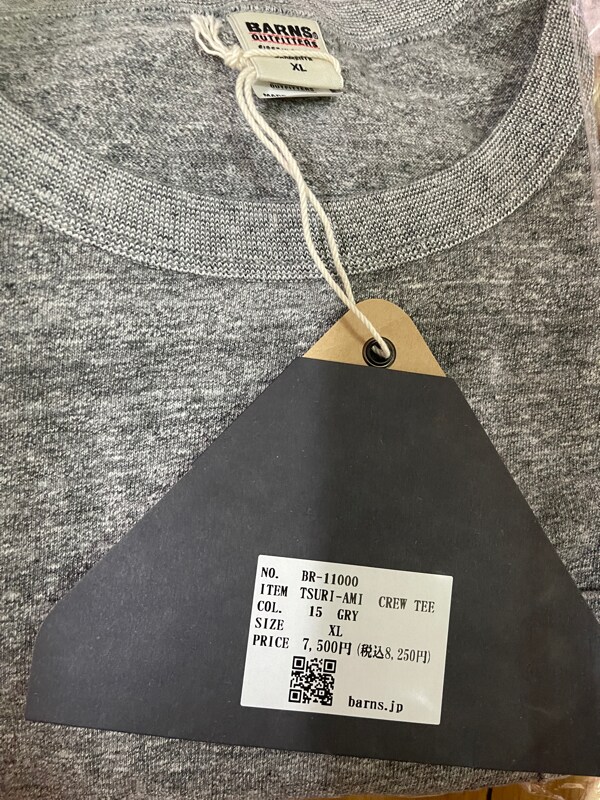 BARNS
OUTFITTERS
XL
OUTFITTERS
NO. BR-11000
ITEM TSURI-AMI CREW TEE
COL. 15 GRY
SIZE XL
PRICE 7,500円(税込8,250円)
barns.jp